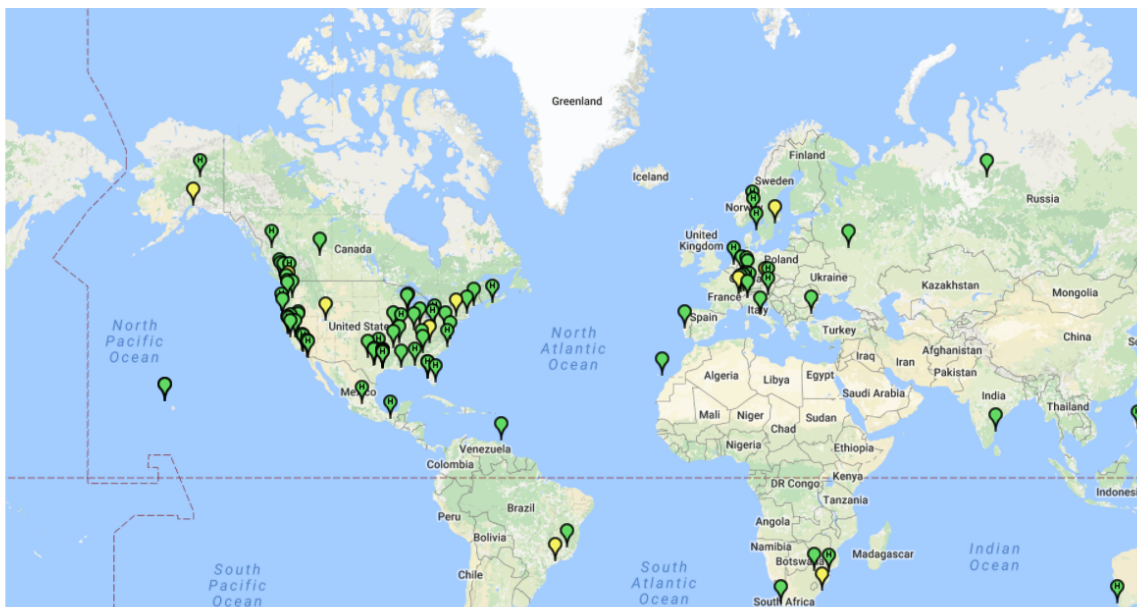 Greenland
Iceland
Finland
Sweden
Norway
Russia
Canada
United
Kingdom
Poland
Ukraine
France
Kazakhstan
Mongolia
Italy
Spain
Turkey
China
North
Pacific
Ocean
United States
North
Atlantic
Ocean
Iraq
Iran
Afghanistan
Pakistan
Algeria
Libya
Egypt
Saudi Arabia
India
Thailand
Mexico
Mali
Niger
Sudan
Chad
Nigeria
Ethiopia
Venezuela
Colombia
DR Congo
Kenya
Tanzania
Indonesi
Peru
Brazil
Bolivia
Angola
Namibia
Botswana
Madagascar
Chile
South
Pacific
Ocean
South
Atlantic
Ocean
Indian
Ocean
South Africa